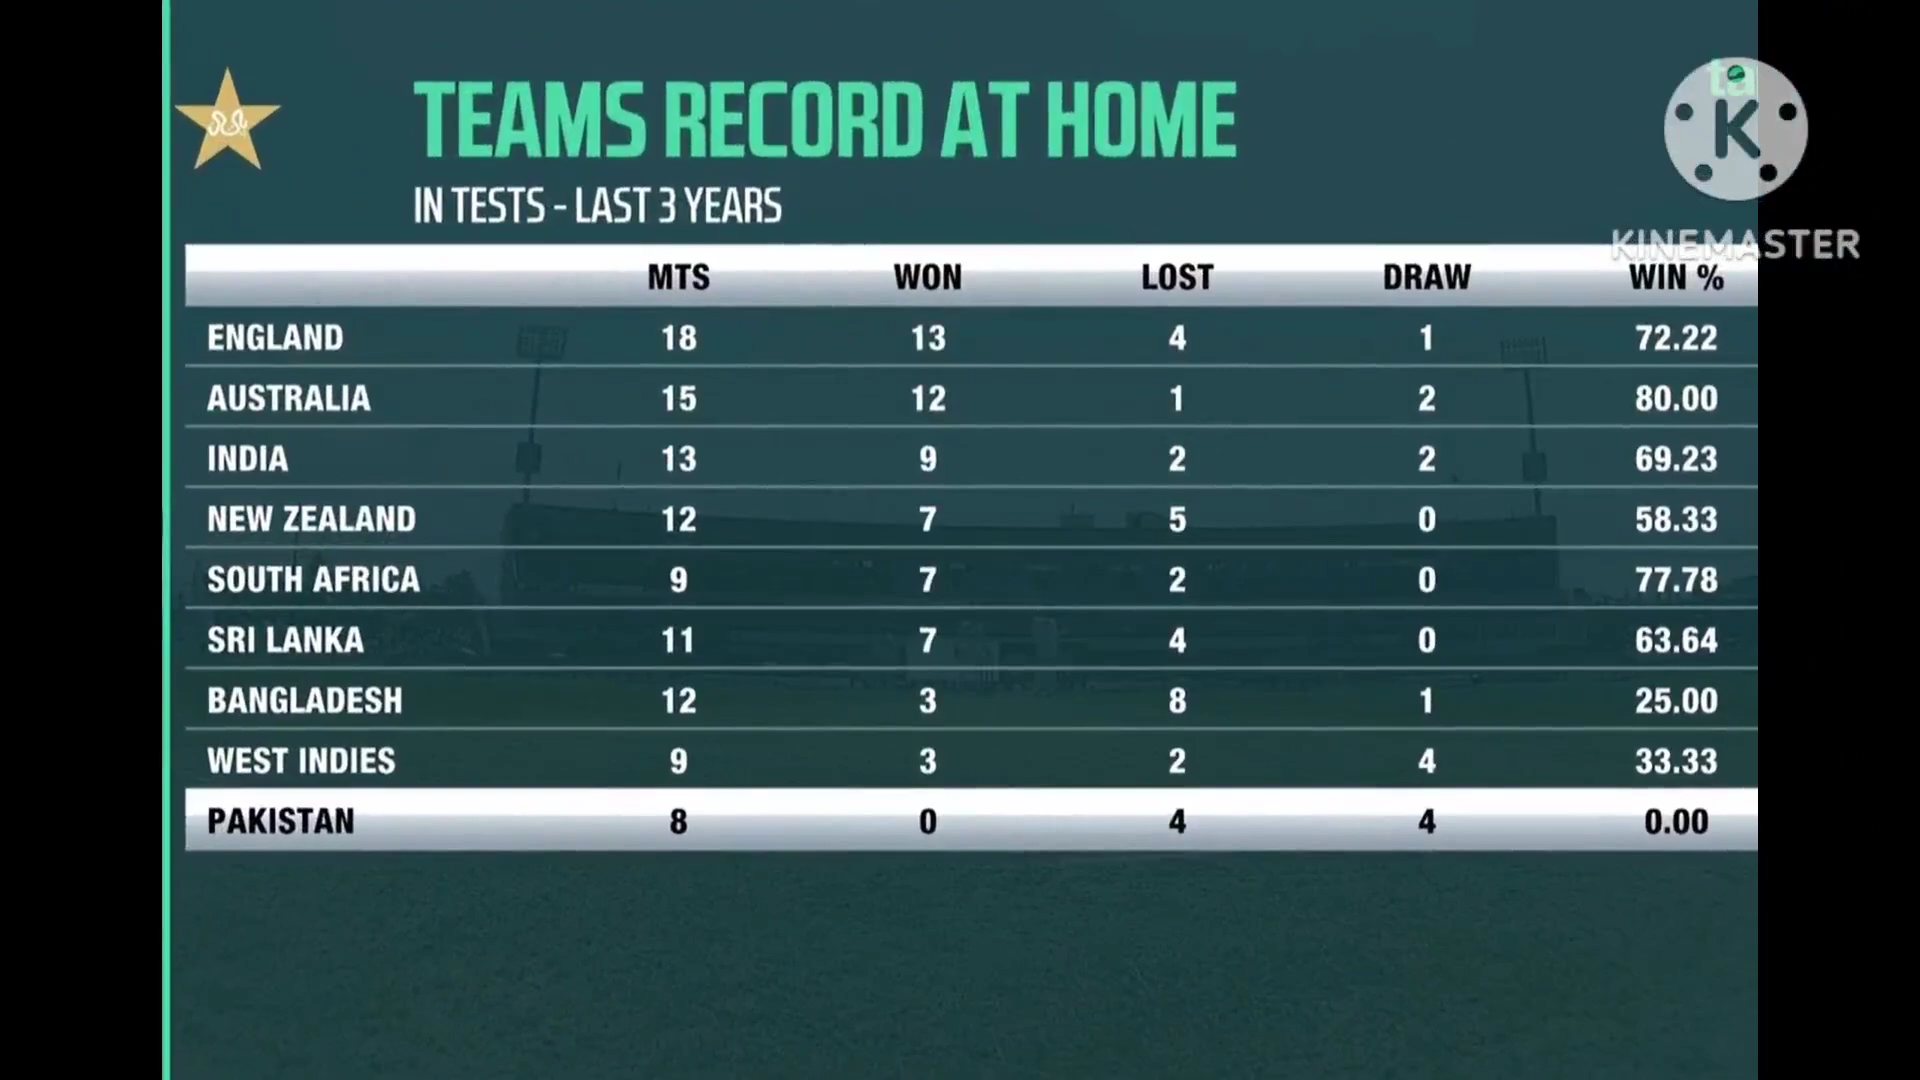 TEAMS RECORD AT HOME
IN TESTS - LAST 3 YEARS
K
KINEMASTER
MTS WON LOST DRAW WIN %
ENGLAND 18 13 4 1 72.22
AUSTRALIA 15 12 1 2 80.00
INDIA 13 9 2 2 69.23
NEW ZEALAND 12 7 5 0 58.33
SOUTH AFRICA 9 7 2 0 77.78
SRI LANKA 11 7 4 0 63.64
BANGLADESH 12 3 8 1 25.00
WEST INDIES 9 3 2 4 33.33
PAKISTAN 8 0 4 4 0.00